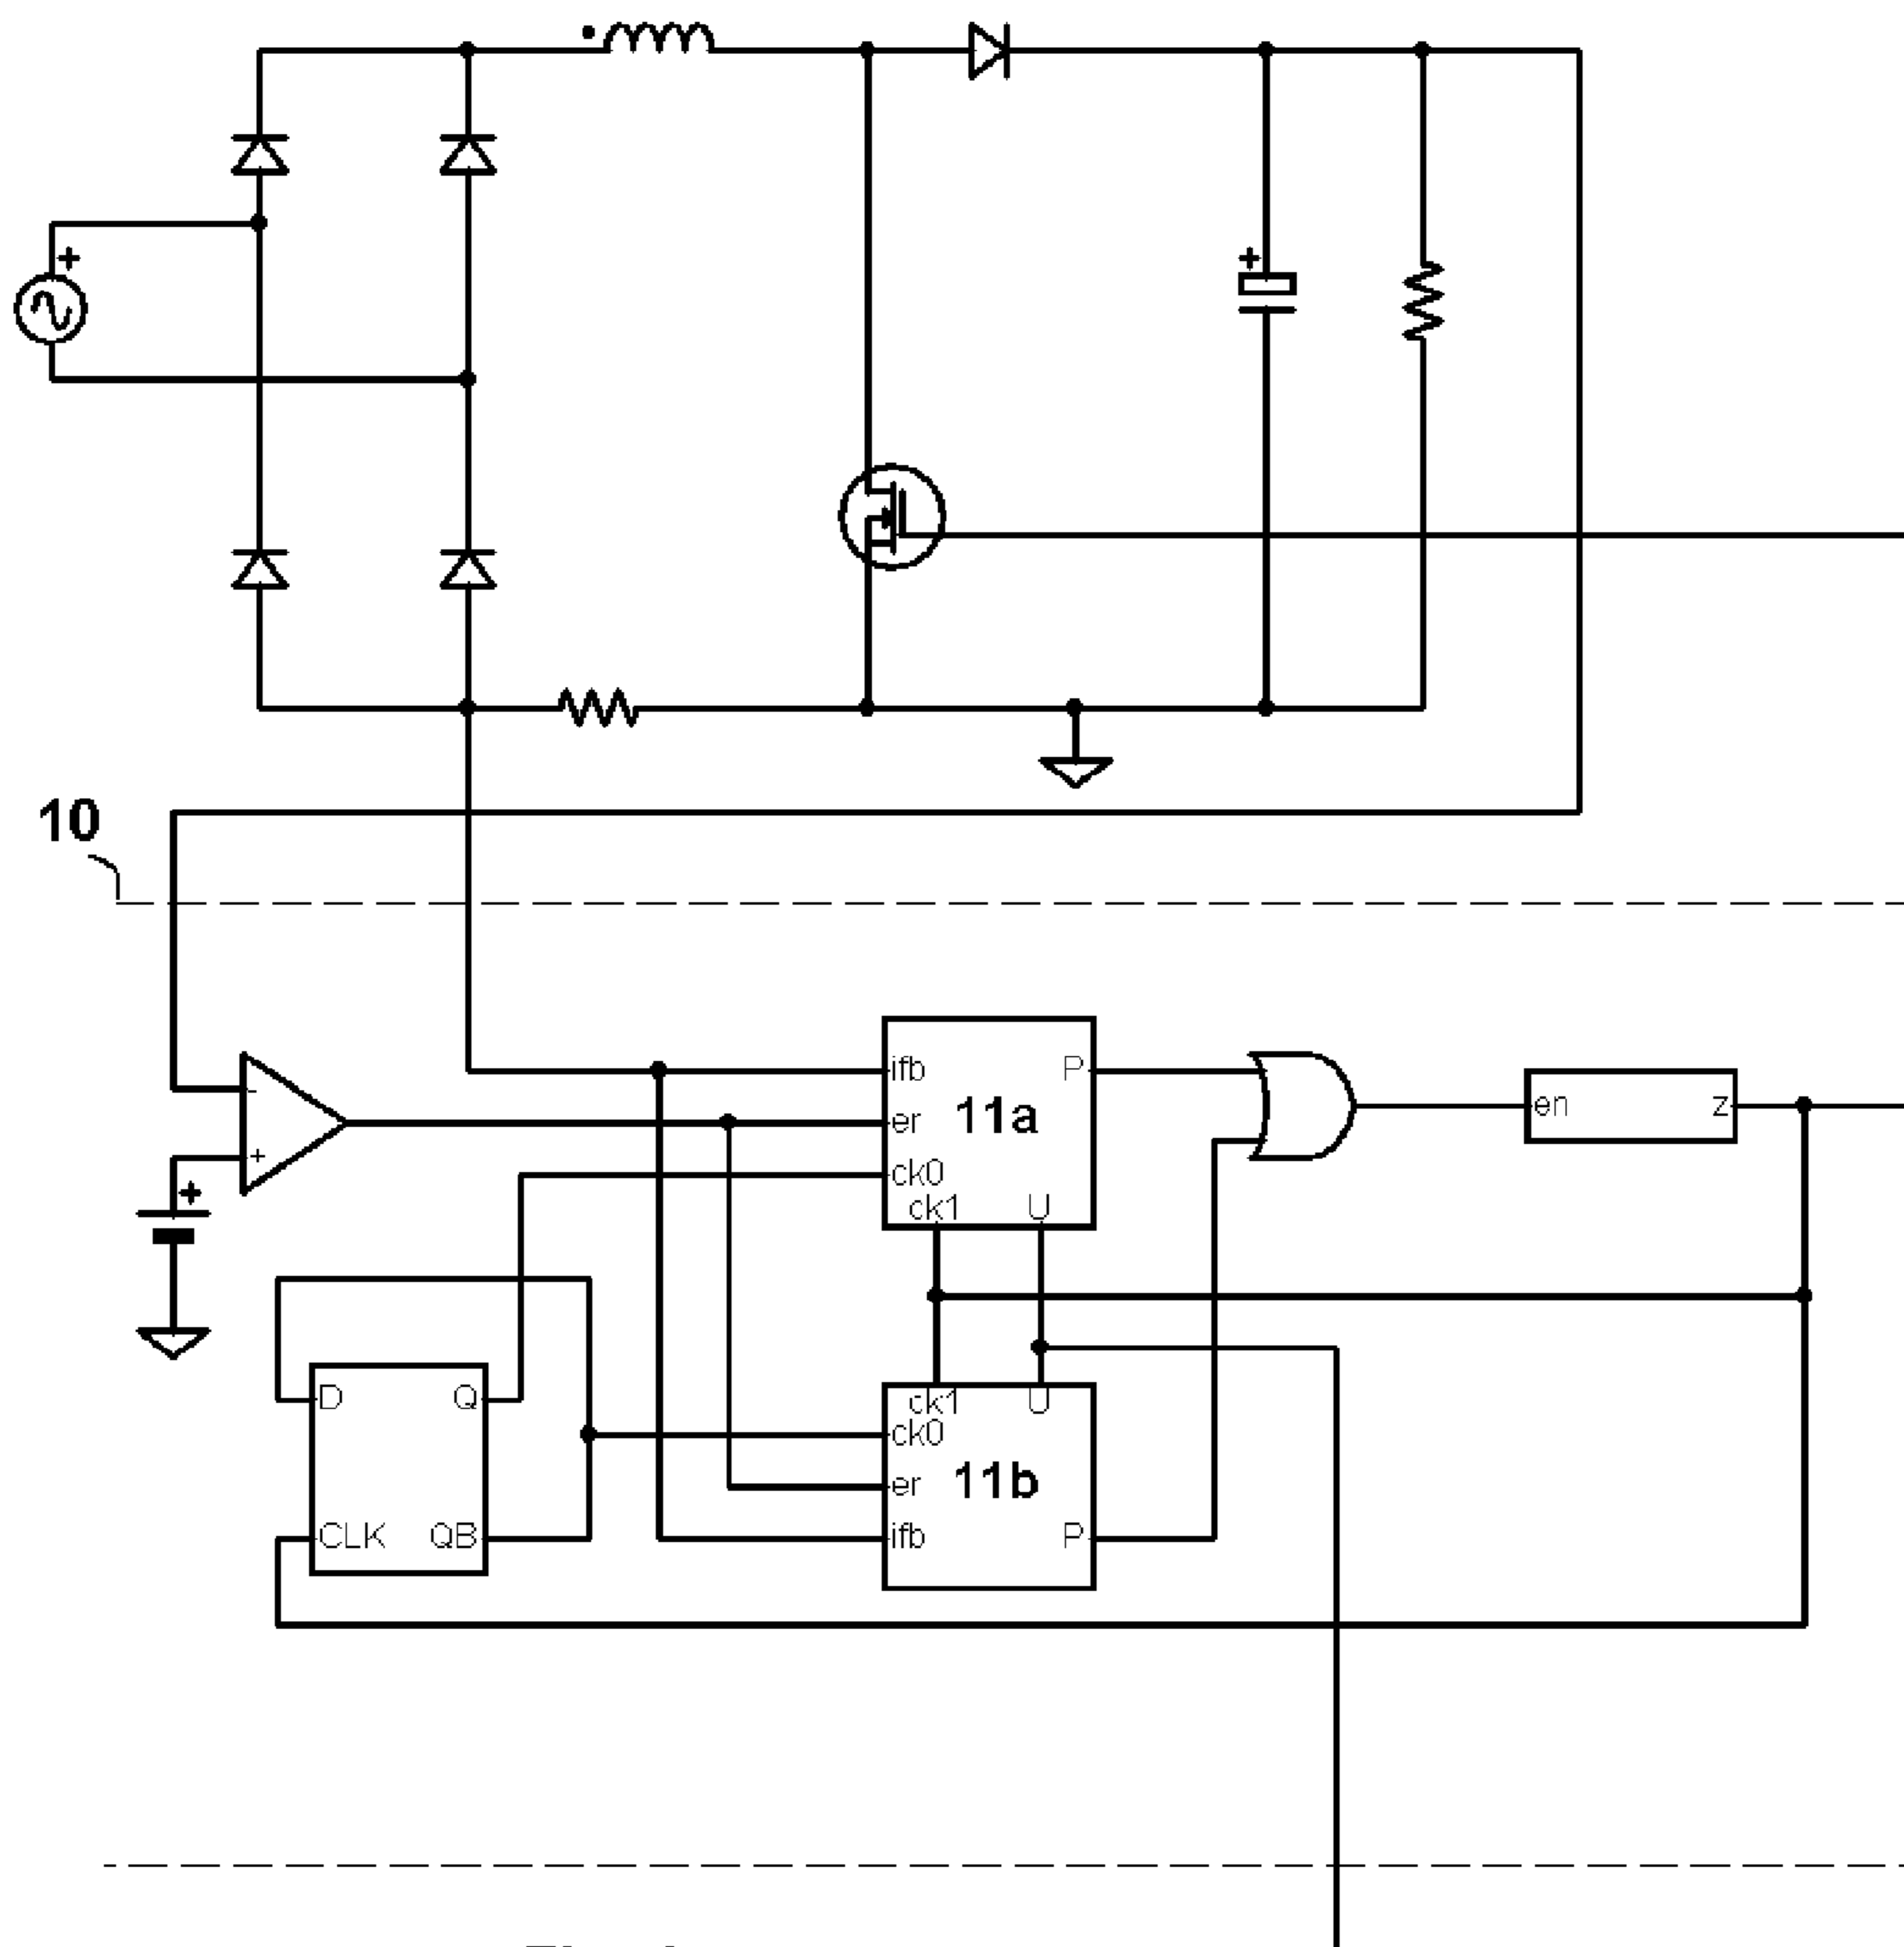 +
+
10
ifb
P
er
11a
en
z
-
+
ck0
ck1
U
+
D
Q
ck1
U
ck0
er
11b
CLK
QB
ifb
P